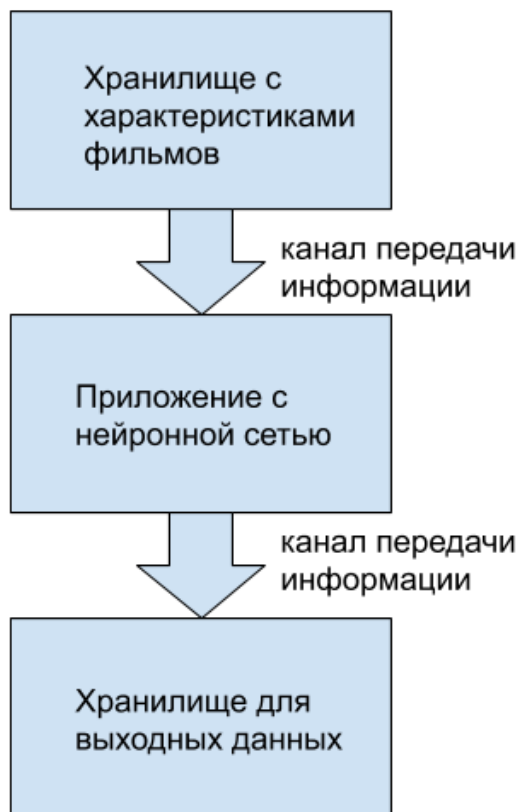 Хранилище с
характеристиками
фильмов
канал передачи
информации
Приложение с
нейронной сетью
канал передачи
информации
Хранилище для
выходных данных